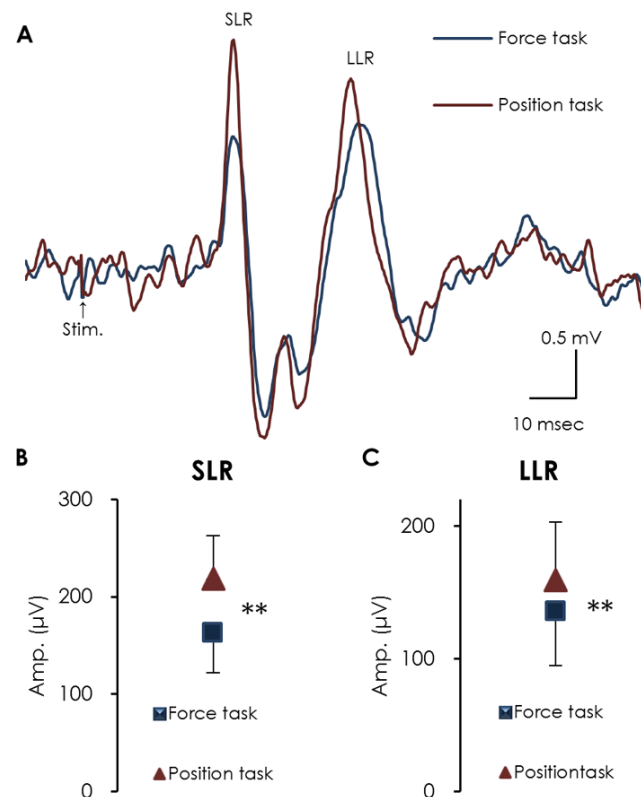 A
SLR
LLR
Force task
Position task
↑
Stim.
0.5 mV
10 msec
B
SLR
300
200
100
0
Amp. (µV)
**
Force task
Position task
C
LLR
200
100
0
Amp. (µV)
**
Force task
Positiontask